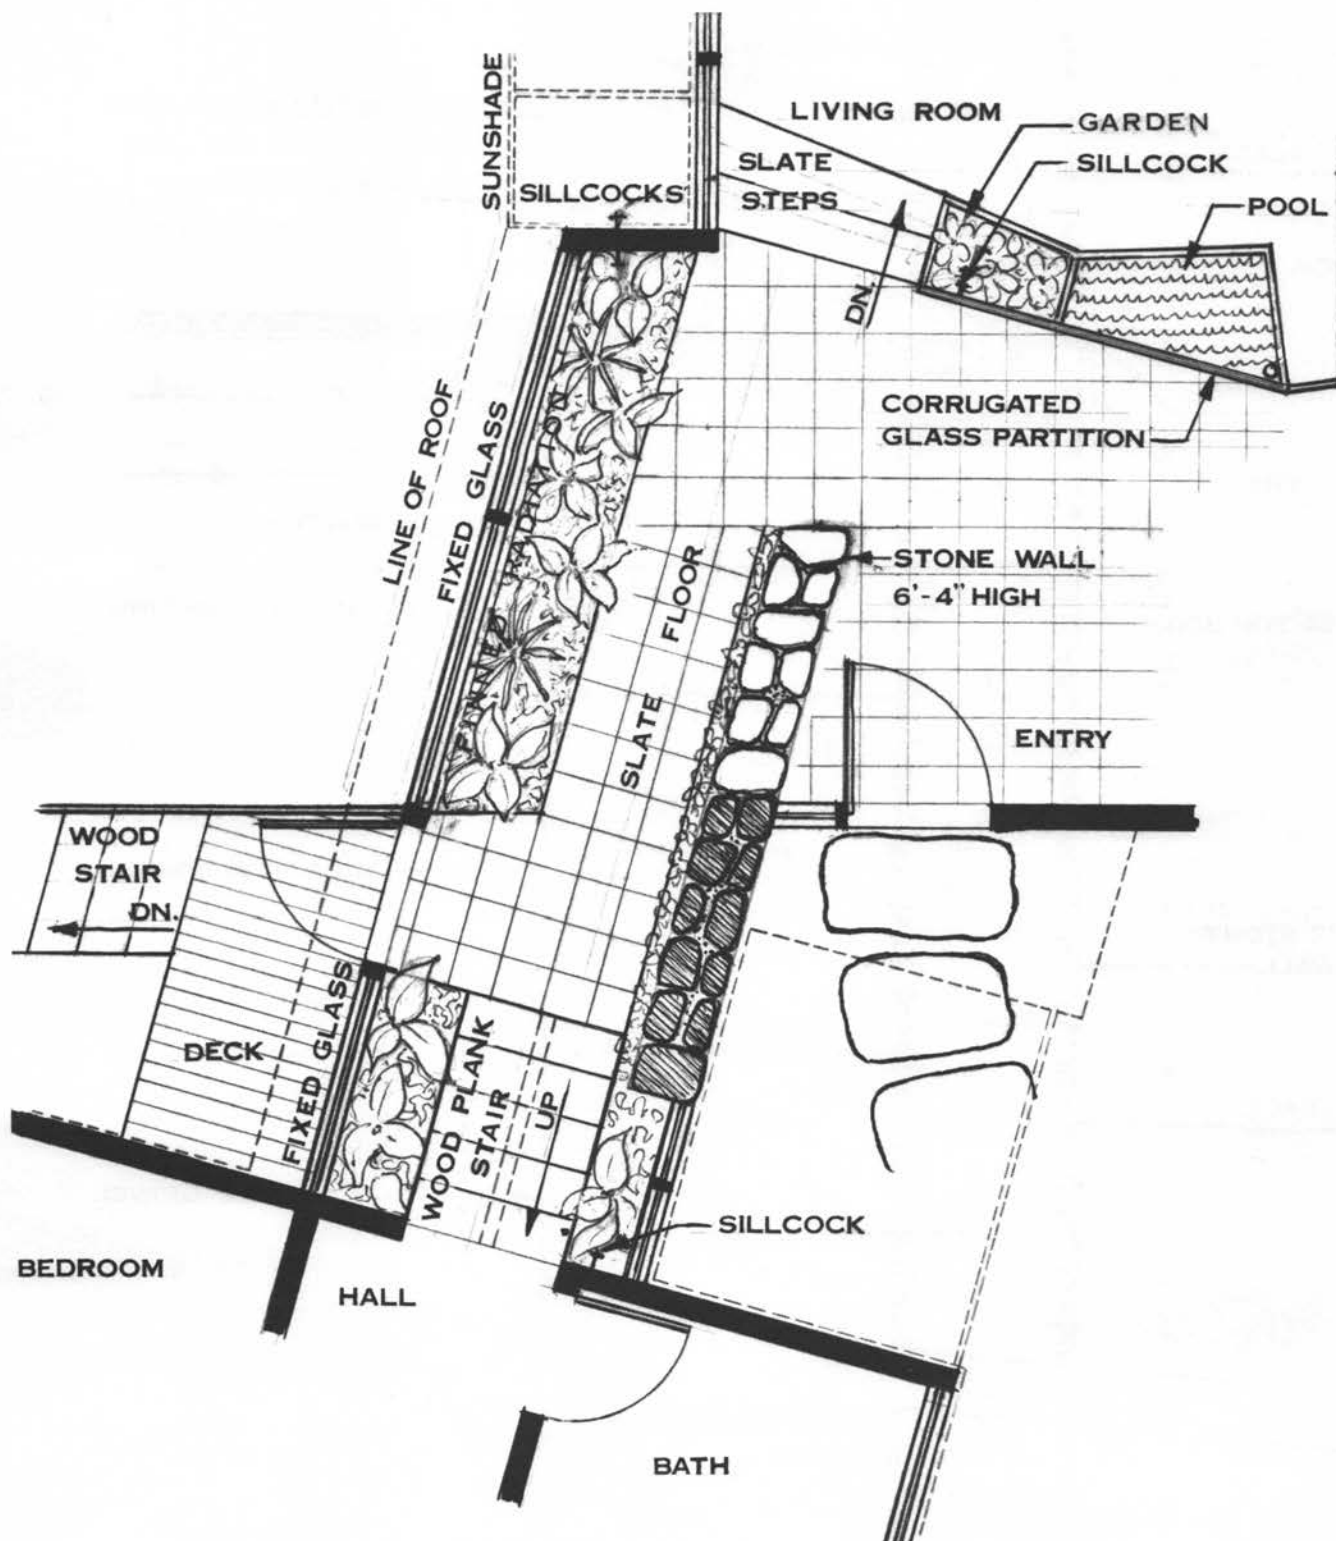 SUNSHADE
LIVING ROOM
GARDEN
SILLCOCK
SLATE
STEPS
SILLCOCKS
POOL
DN.
LINE OF ROOF
FIXED GLASS
FINNED RADIATION
CORRUGATED
GLASS PARTITION
STONE WALL
6'-4" HIGH
SLATE FLOOR
ENTRY
WOOD
STAIR
DN.
DECK
FIXED GLASS
WOOD PLANK
STAIR
UP
SILLCOCK
BEDROOM
HALL
BATH